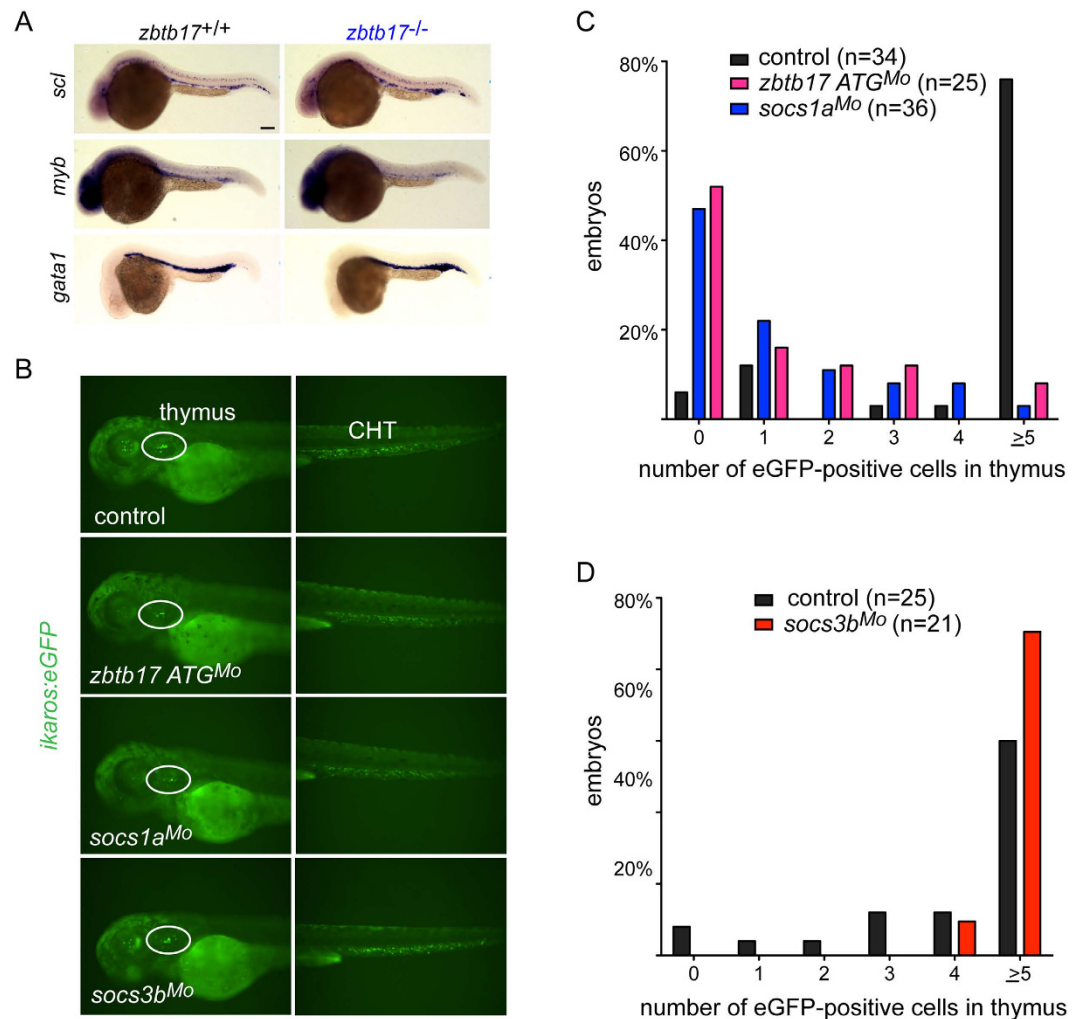 A
zbtb17+/+
zbtb17-/-
scl
myb
gata1
B
thymus
CHT
control
zbtb17 ATGMo
socs1aMo
socs3bMo
ikaros:eGFP
C
control (n=34)
zbtb17 ATGMo (n=25)
socs1aMo (n=36)
80%
60%
40%
20%
embryos
0 1 2 3 4 ≥5
number of eGFP-positive cells in thymus
D
control (n=25)
socs3bMo (n=21)
80%
60%
40%
20%
embryos
0 1 2 3 4 ≥5
number of eGFP-positive cells in thymus